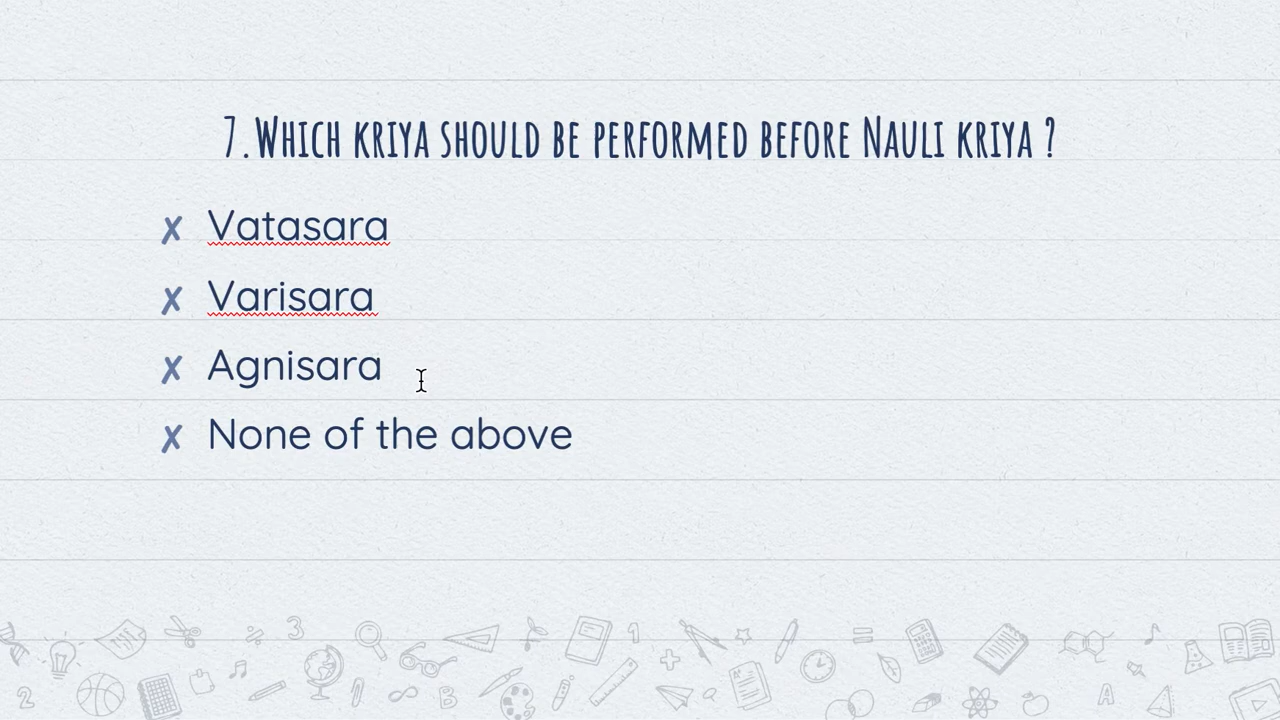 7. Which kriya should be performed before Nauli kriya ?
✗ Vatasara
✗ Varisara
✗ Agnisara
✗ None of the above